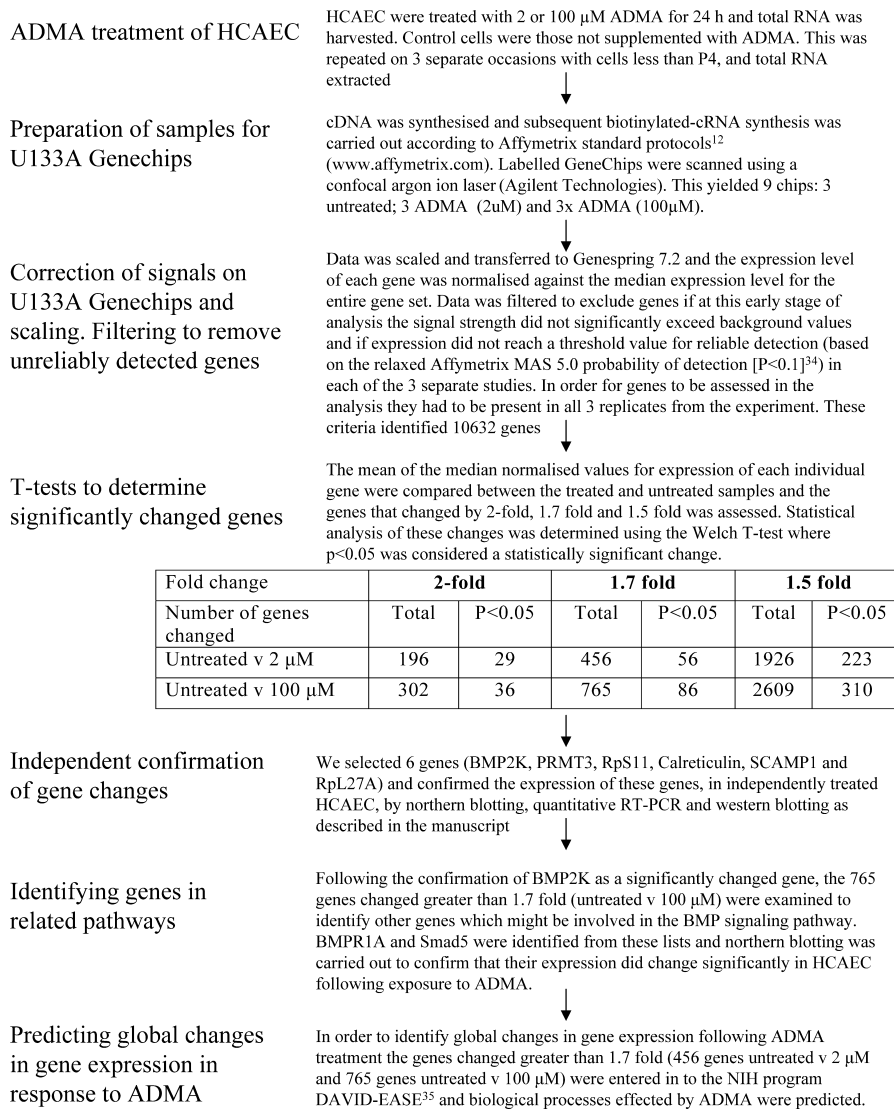 ADMA treatment of HCAEC
HCAEC were treated with 2 or 100 µM ADMA for 24 h and total RNA was
harvested. Control cells were those not supplemented with ADMA. This was
repeated on 3 separate occasions with cells less than P4, and total RNA
extracted
Preparation of samples for
U133A Genechips
cDNA was synthesised and subsequent biotinylated-cRNA synthesis was
carried out according to Affymetrix standard protocols12
(www.affymetrix.com). Labelled GeneChips were scanned using a
confocal argon ion laser (Agilent Technologies). This yielded 9 chips: 3
untreated; 3 ADMA (2uM) and 3x ADMA (100µM).
Correction of signals on
U133A Genechips and
scaling. Filtering to remove
unreliably detected genes
Data was scaled and transferred to Genespring 7.2 and the expression level
of each gene was normalised against the median expression level for the
entire gene set. Data was filtered to exclude genes if at this early stage of
analysis the signal strength did not significantly exceed background values
and if expression did not reach a threshold value for reliable detection (based
on the relaxed Affymetrix MAS 5.0 probability of detection [P<0.1]34) in
each of the 3 separate studies. In order for genes to be assessed in the
analysis they had to be present in all 3 replicates from the experiment. These
criteria identified 10632 genes
T-tests to determine
significantly changed genes
The mean of the median normalised values for expression of each individual
gene were compared between the treated and untreated samples and the
genes that changed by 2-fold, 1.7 fold and 1.5 fold was assessed. Statistical
analysis of these changes was determined using the Welch T-test where
p<0.05 was considered a statistically significant change.
Fold change 2-fold 1.7 fold 1.5 fold
Number of genes
changed Total P<0.05 Total P<0.05 Total P<0.05
Untreated v 2 µM 196 29 456 56 1926 223
Untreated v 100 µM 302 36 765 86 2609 310
Independent confirmation
of gene changes
We selected 6 genes (BMP2K, PRMT3, RpS11, Calreticulin, SCAMP1 and
RpL27A) and confirmed the expression of these genes, in independently treated
HCAEC, by northern blotting, quantitative RT-PCR and western blotting as
described in the manuscript
Identifying genes in
related pathways
Following the confirmation of BMP2K as a significantly changed gene, the 765
genes changed greater than 1.7 fold (untreated v 100 µM) were examined to
identify other genes which might be involved in the BMP signaling pathway.
BMPR1A and Smad5 were identified from these lists and northern blotting was
carried out to confirm that their expression did change significantly in HCAEC
following exposure to ADMA.
Predicting global changes
in gene expression in
response to ADMA
In order to identify global changes in gene expression following ADMA
treatment the genes changed greater than 1.7 fold (456 genes untreated v 2 µM
and 765 genes untreated v 100 µM) were entered in to the NIH program
DAVID-EASE35 and biological processes effected by ADMA were predicted.